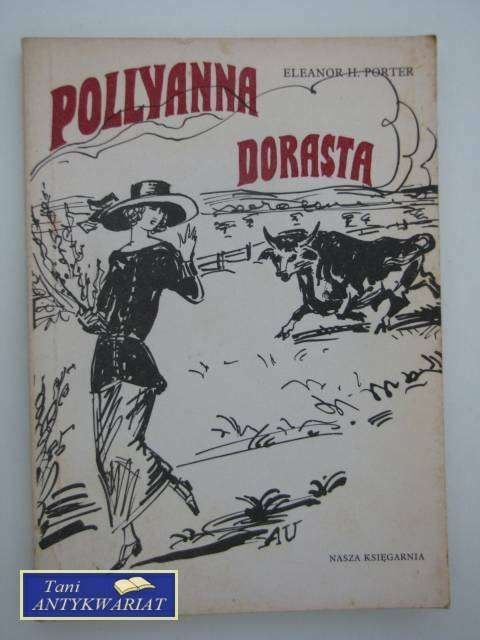 ELEANOR H. PORTER
POLLYANNA
DORASTA
AU
NASZA KSIĘGARNIA
Tani
ANTYKWARIAT